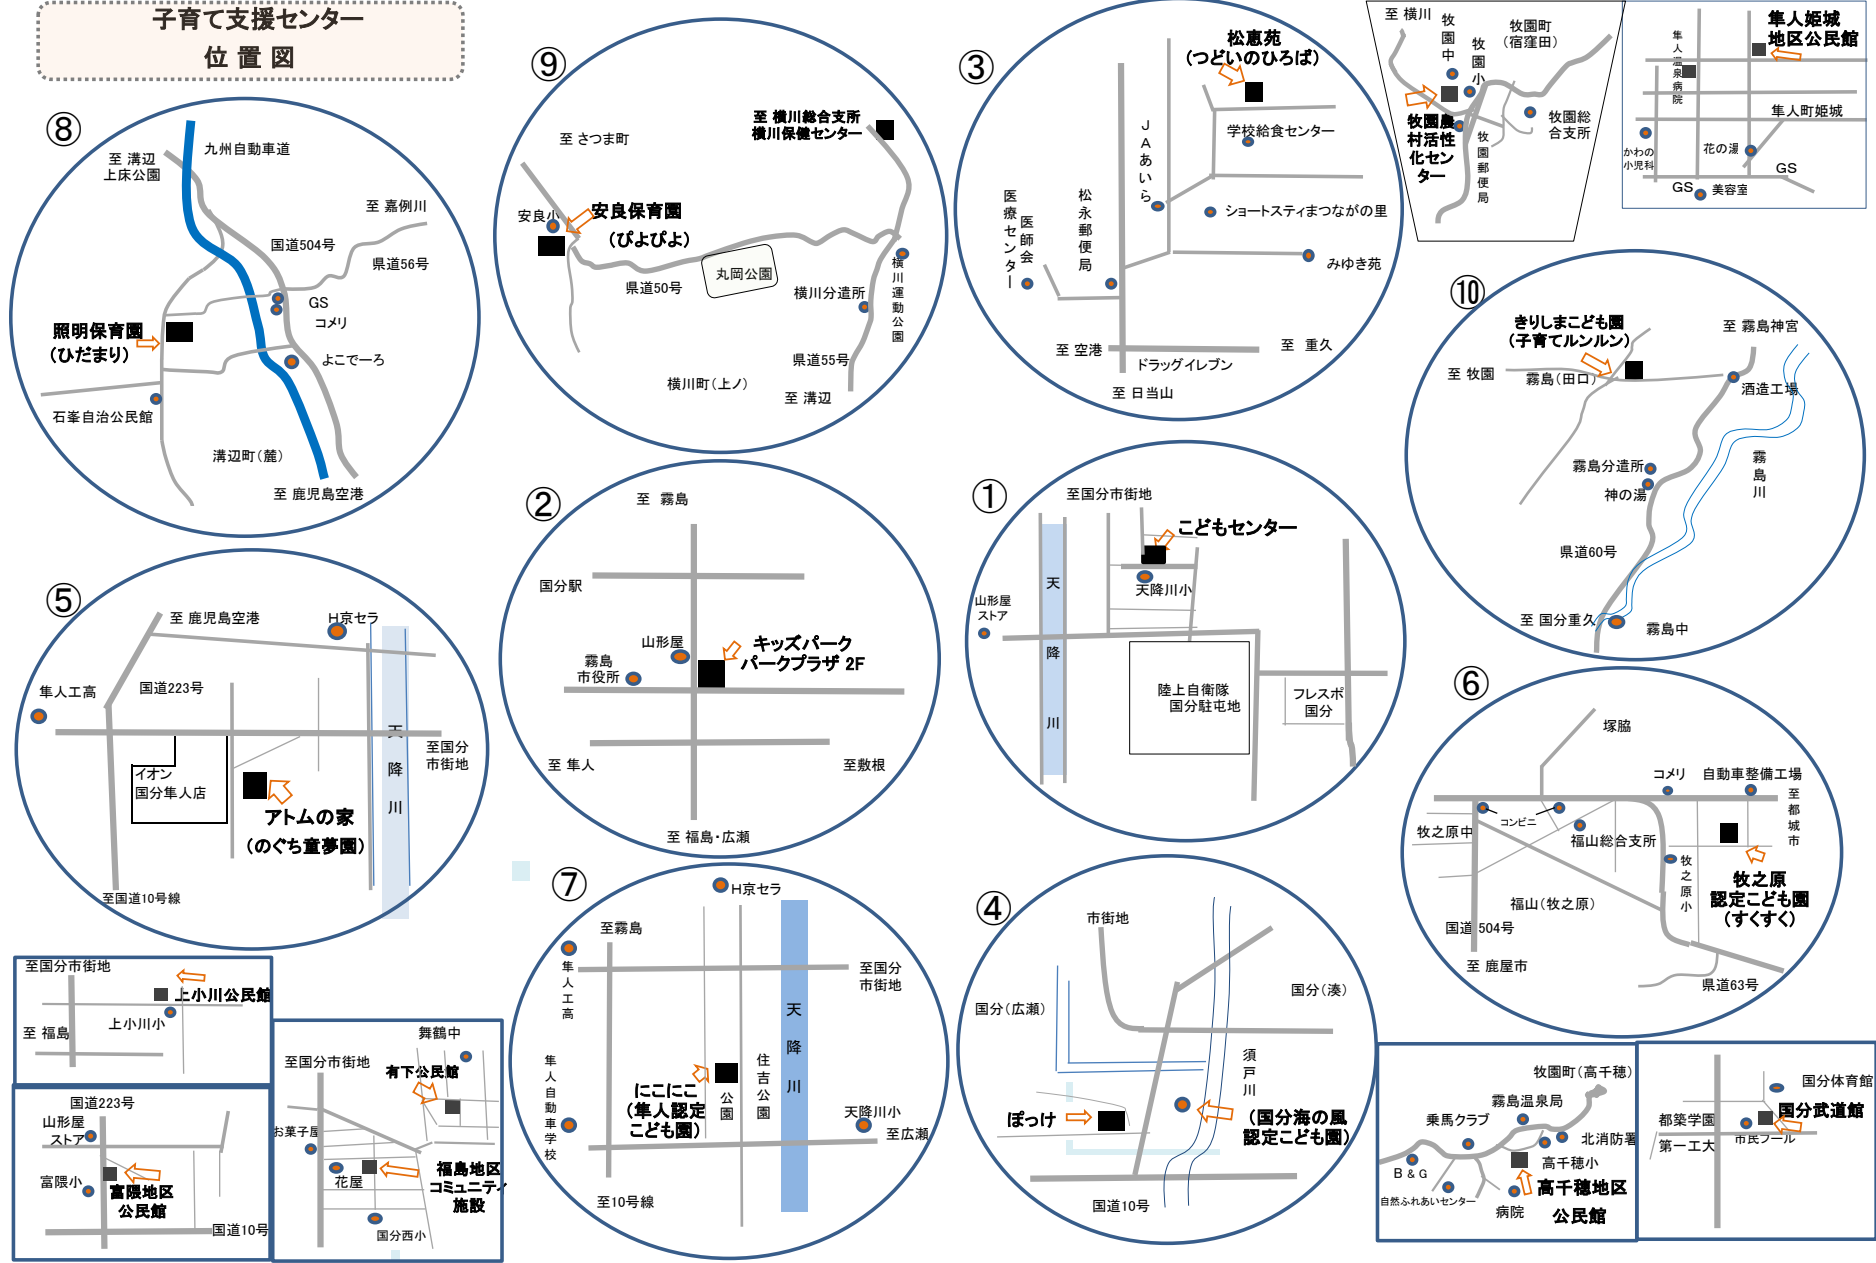 子育て支援センター
位 置 図
⑧
九州自動車道
至 溝辺
上床公園
至 嘉例川
国道504号
県道56号
GS
コメリ
照明保育園
(ひだまり)
よこでーろ
石峯自治公民館
溝辺町(麓)
至 鹿児島空港
⑨
至 さつま町
至 横川総合支所
横川保健センター
安良小
安良保育園
(ぴよぴよ)
丸岡公園
県道50号
横川分遣所
横川運動公園
県道55号
横川町(上ノ)
至 溝辺
③
松恵苑
(つどいのひろば)
JAあいら
学校給食センター
医師会
医療センター
松永郵便局
ショートスティまつながの里
みゆき苑
至 空港
至 重久
ドラッグイレブン
至 日当山
至 横川
牧園中
牧園小
牧園町
(宿窪田)
牧園農
村活性
化セン
ター
牧園郵便局
牧園総
合支所
隼人姫城
地区公民館
隼人温泉病院
隼人町姫城
かわの
小児科
花の湯
GS
GS
美容室
⑩
きりしまこども園
(子育てルンルン)
至 霧島神宮
至 牧園
霧島(田口)
酒造工場
霧島分遣所
神の湯
霧島川
県道60号
至 国分重久
霧島中
②
至 霧島
国分駅
山形屋
霧島
市役所
キッズパーク
パークプラザ 2F
至 隼人
至敷根
至 福島・広瀬
①
至国分市街地
こどもセンター
天降川小
山形屋
ストア
天降川
陸上自衛隊
国分駐屯地
フレスポ
国分
⑤
至 鹿児島空港
H京セラ
隼人工高
国道223号
天降川
至国分
市街地
イオン
国分隼人店
アトムの家
(のぐち童夢園)
至国道10号線
⑥
塚脇
コメリ
自動車整備工場
至都城市
コンビニ
牧之原中
福山総合支所
牧之原小
牧之原
認定こども園
(すくすく)
福山(牧之原)
国道504号
至 鹿屋市
県道63号
⑦
H京セラ
至霧島
隼人工高
至国分
市街地
天降川
隼人自動車学校
にこにこ
(隼人認定
こども園)
公園
住吉公園
天降川小
至広瀬
至10号線
④
市街地
国分(広瀬)
国分(湊)
須戸川
ぽっけ
(国分海の風
認定こども園)
国道10号
至国分市街地
上小川公民館
上小川小
至 福島
国道223号
山形屋
ストア
富隈小
富隈地区
公民館
国道10号
舞鶴中
至国分市街地
有下公民館
お菓子屋
花屋
福島地区
コミュニティ
施設
国分西小
牧園町(高千穂)
霧島温泉局
乗馬クラブ
北消防署
高千穂小
B & G
自然ふれあいセンター
病院
高千穂地区
公民館
国分体育館
都築学園
国分武道館
市民プール
第一工大